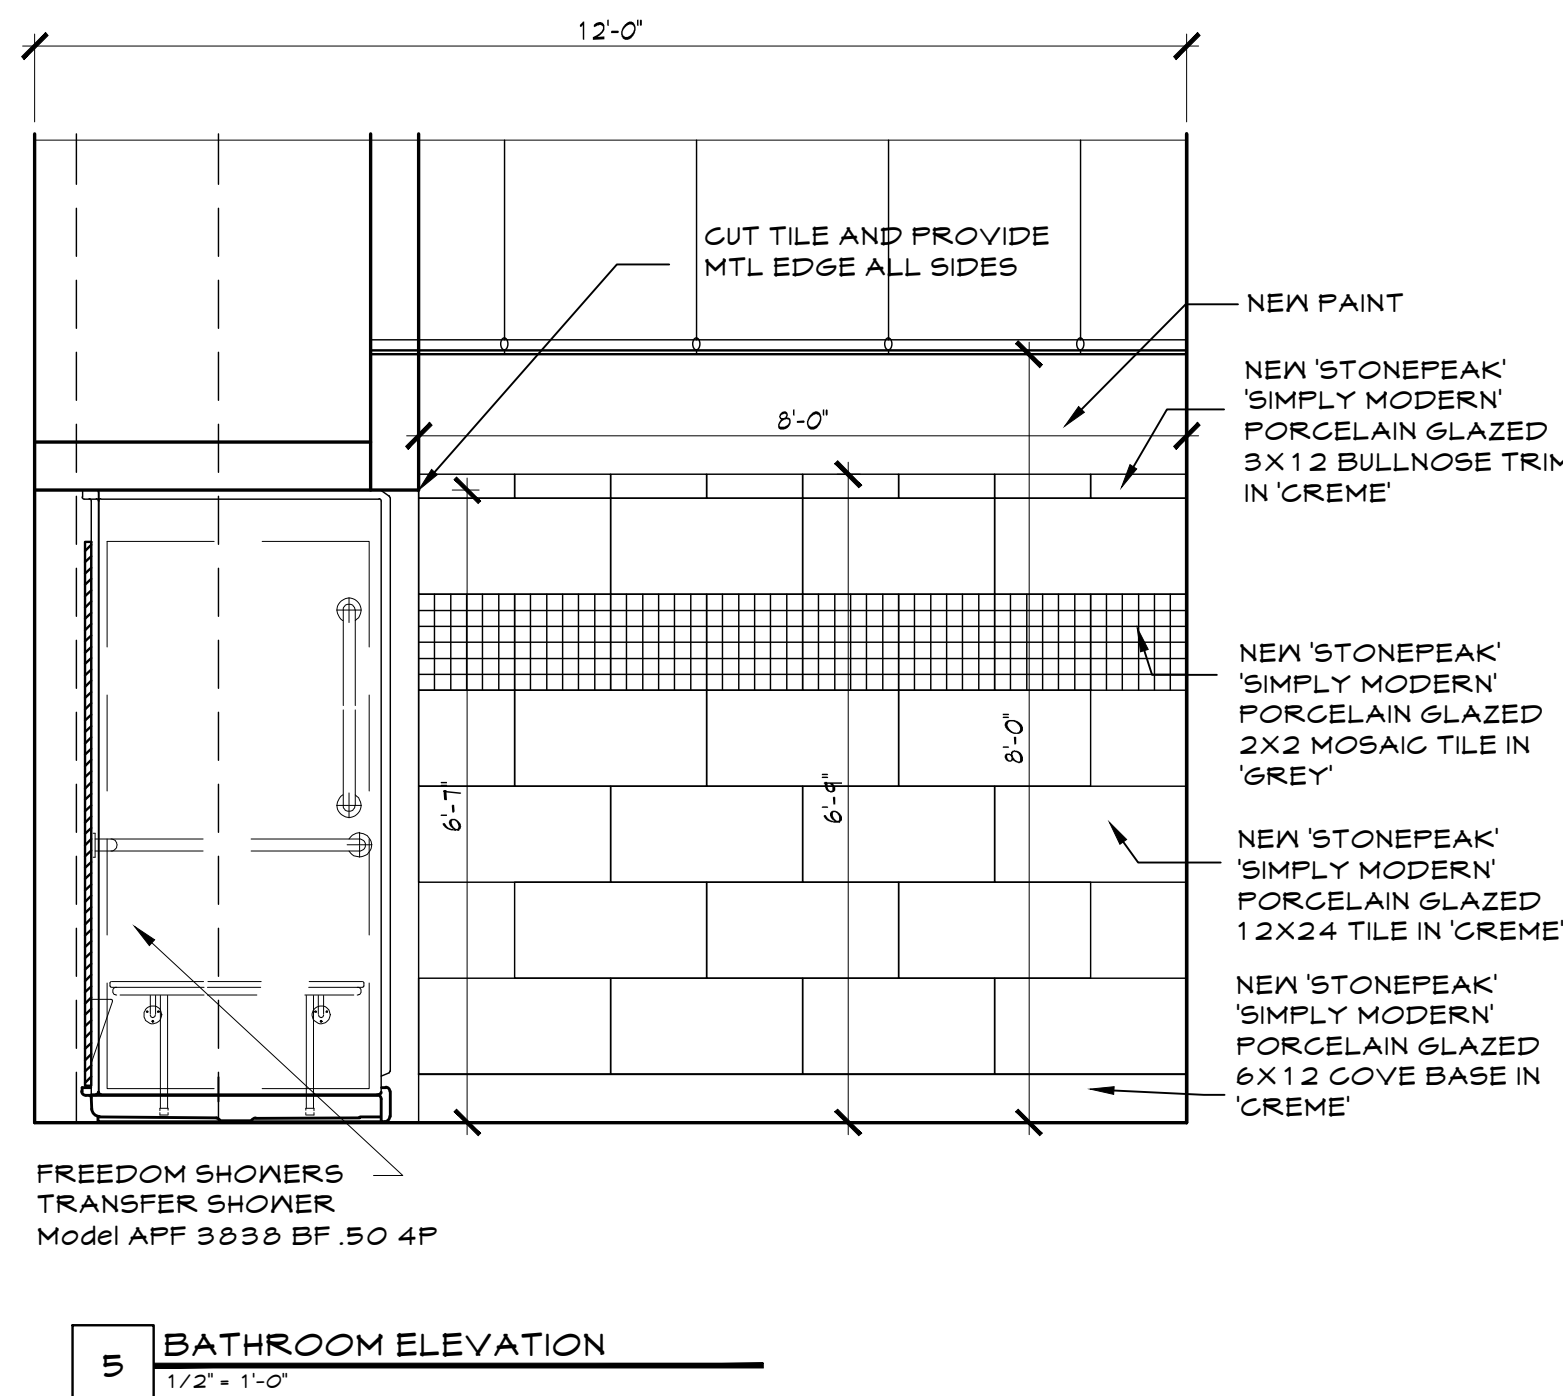 12'-0"
CUT TILE AND PROVIDE
MTL EDGE ALL SIDES
NEW PAINT
NEW 'STONEPEAK'
'SIMPLY MODERN'
PORCELAIN GLAZED
3X12 BULLNOSE TRIM
IN 'CREME'
8'-0"
NEW 'STONEPEAK'
'SIMPLY MODERN'
PORCELAIN GLAZED
2X2 MOSAIC TILE IN
'GREY'
6'-7"
6'-9"
8'-0"
NEW 'STONEPEAK'
'SIMPLY MODERN'
PORCELAIN GLAZED
12X24 TILE IN 'CREME'
NEW 'STONEPEAK'
'SIMPLY MODERN'
PORCELAIN GLAZED
6X12 COVE BASE IN
'CREME'
FREEDOM SHOWERS
TRANSFER SHOWER
Model APF 3838 BF .50 4P
5
BATHROOM ELEVATION
1/2" = 1'-0"